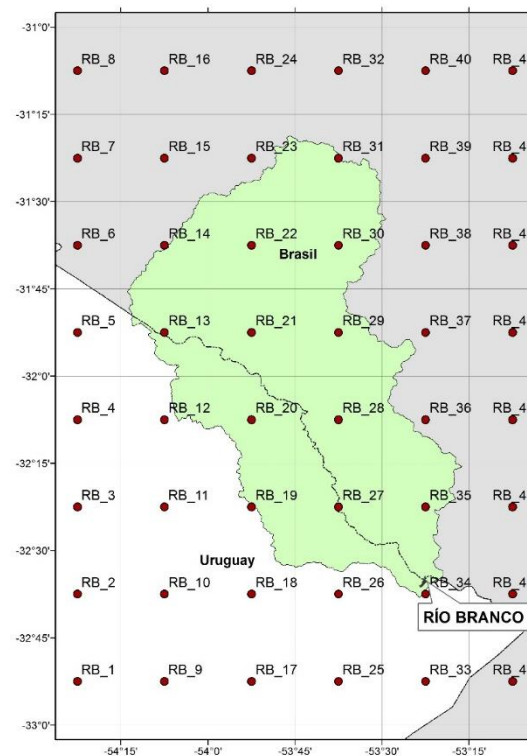 -31°0'
RB_8 RB_16 RB_24 RB_32 RB_40 RB_4
-31°15'
RB_7 RB_15 RB_23 RB_31 RB_39 RB_4
-31°30'
RB_6 RB_14 RB_22 RB_30 RB_38 RB_4
Brasil
-31°45'
RB_5 RB_13 RB_21 RB_29 RB_37 RB_4
-32°0'
RB_4 RB_12 RB_20 RB_28 RB_36 RB_4
-32°15'
RB_3 RB_11 RB_19 RB_27 RB_35 RB_4
-32°30'
Uruguay
RB_2 RB_10 RB_18 RB_26 RB_34 RB_4
RÍO BRANCO
-32°45'
RB_1 RB_9 RB_17 RB_25 RB_33 RB_4
-33°0'
-54°15' -54°0' -53°45' -53°30' -53°15'